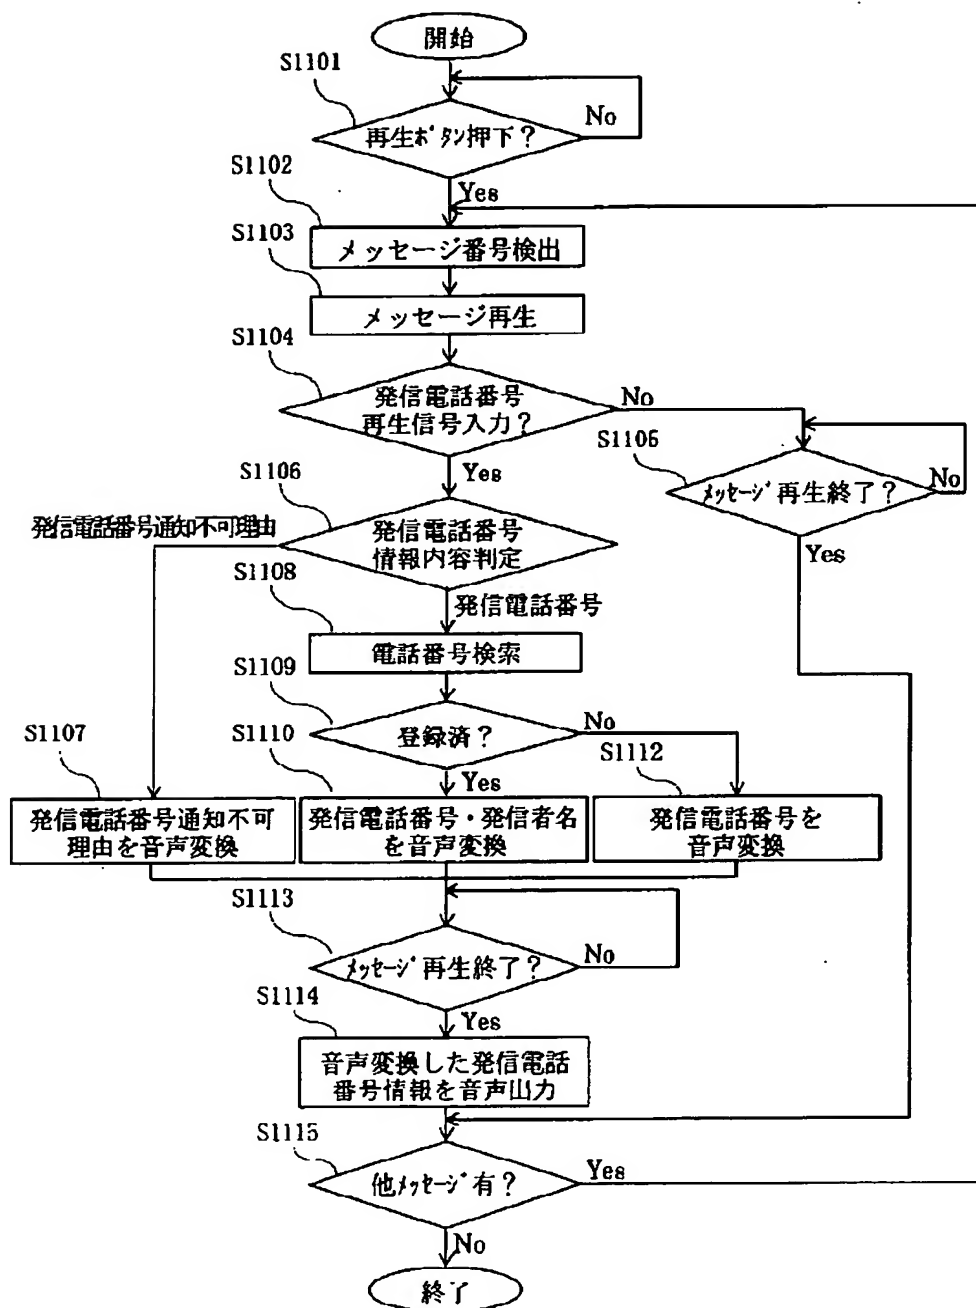 開始
S1101
No
再生ボタン押下?
S1102
Yes
S1103
メッセージ番号検出
メッセージ再生
S1104
発信電話番号
再生信号入力?
No
S1105
Yes
S1106
メッセージ再生終了?
No
発信電話番号通知不可理由
発信電話番号
情報内容判定
Yes
S1108
発信電話番号
電話番号検索
S1109
登録済?
No
S1107
S1110
S1112
Yes
発信電話番号通知不可
理由を音声変換
発信電話番号・発信者名
を音声変換
発信電話番号を
音声変換
S1113
メッセージ再生終了?
No
S1114
Yes
音声変換した発信電話
番号情報を音声出力
S1115
他メッセージ有?
Yes
No
終了